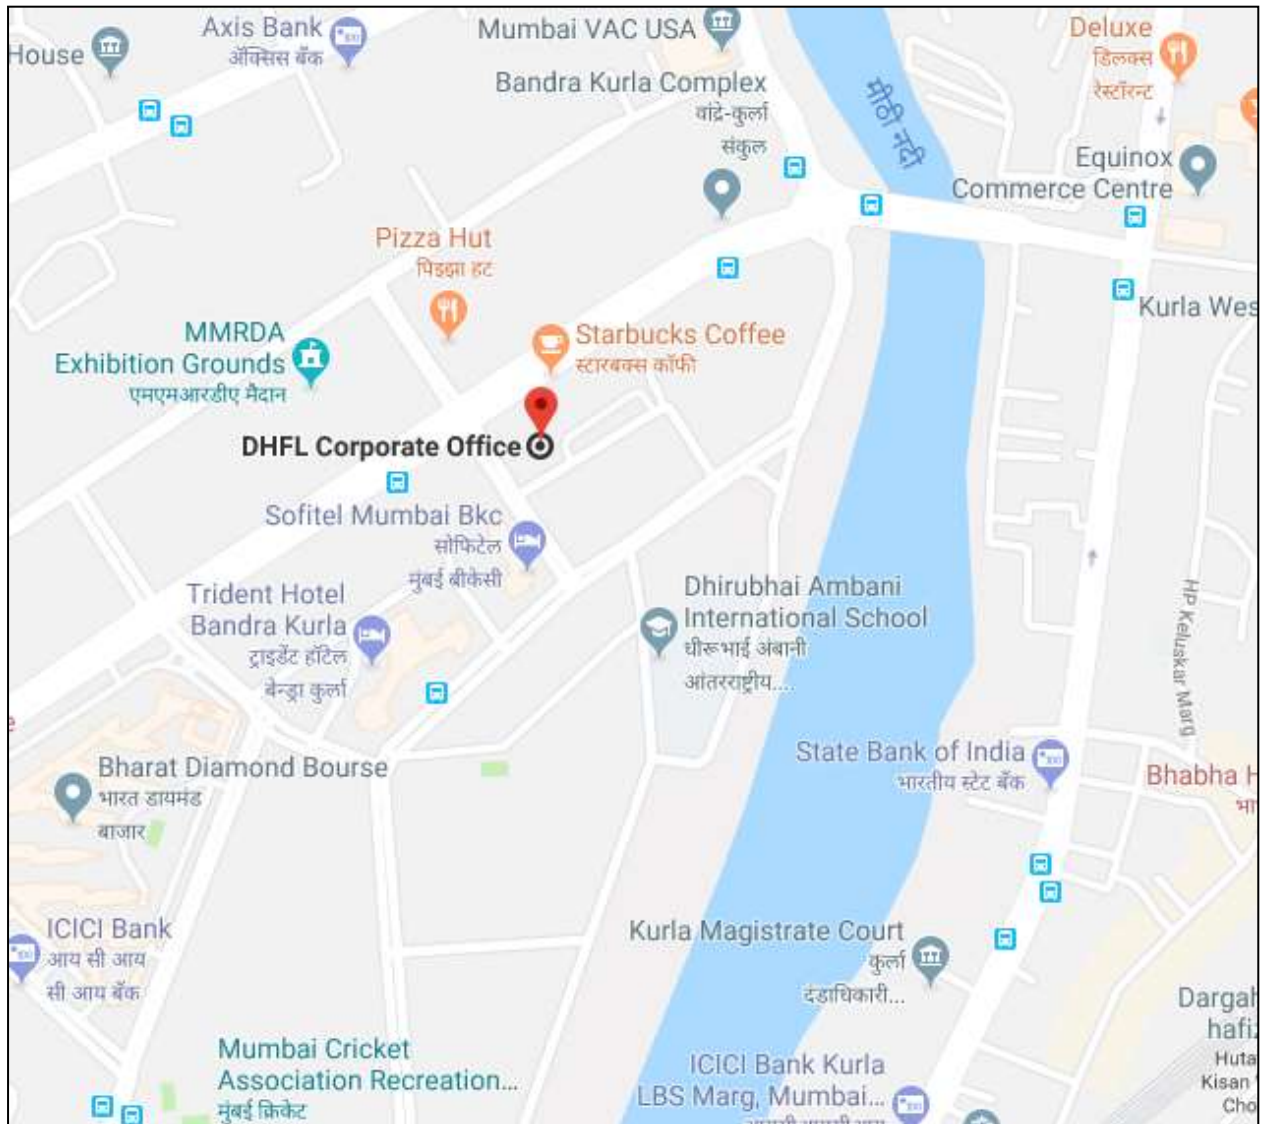 House
Axis Bank
ॲक्सिस बँक
Mumbai VAC USA
Deluxe
डिलक्स
रेस्टॉरन्ट
Bandra Kurla Complex
वांद्रे-कुर्ला
संकुल
मीठी नदी
Equinox
Commerce Centre
Pizza Hut
पिझ्झा हट
Kurla Wes
MMRDA
Exhibition Grounds
एमएमआरडीए मैदान
Starbucks Coffee
स्टारबक्स कॉफी
DHFL Corporate Office
Sofitel Mumbai Bkc
सोफिटेल
मुंबई बीकेसी
Trident Hotel
Bandra Kurla
ट्राइडेंट हॉटेल
बेन्ड्रा कुर्ला
Dhirubhai Ambani
International School
धीरूभाई अंबानी
आंतरराष्ट्रीय....
HP Keluskar Marg
State Bank of India
भारतीय स्टेट बँक
Bharat Diamond Bourse
भारत डायमंड
बाजार
Bhabha H
भा
ICICI Bank
आय सी आय
सी आय बँक
Kurla Magistrate Court
कुर्ला
दंडाधिकारी...
Dargah
hafi
Huta
Kisan
Cho
Mumbai Cricket
Association Recreation...
मुंबई क्रिकेट
ICICI Bank Kurla
LBS Marg, Mumbai...